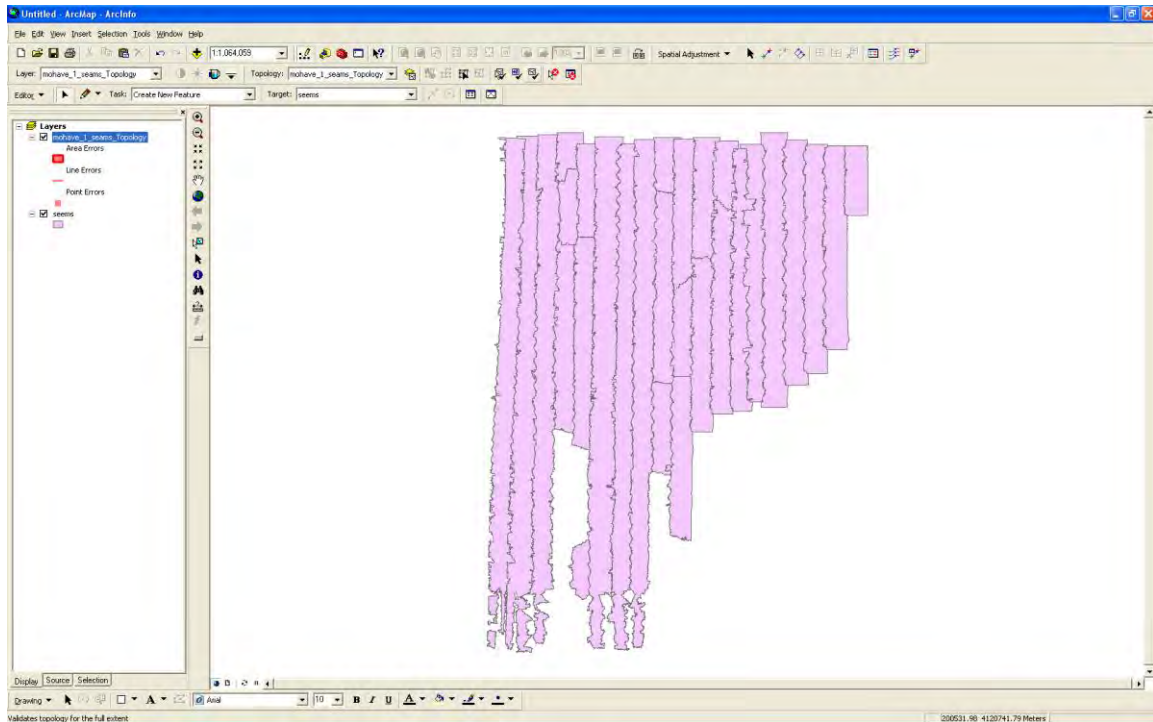 Untitled - ArcMap - ArcInfo
File Edit View Insert Selection Tools Window Help
1:1,064,059
Spatial Adjustment
Layer: mohave_1_seams_Topology
Topology: mohave_1_seams_Topology
Editor
Task: Create New Feature
Target: seems
Layers
mohave_1_seams_Topology
Area Errors
Line Errors
Point Errors
seems
Display Source Selection
Drawing
A
Arial
10
B I U
A
Validates topology for the full extent
200531.98 4120741.79 Meters